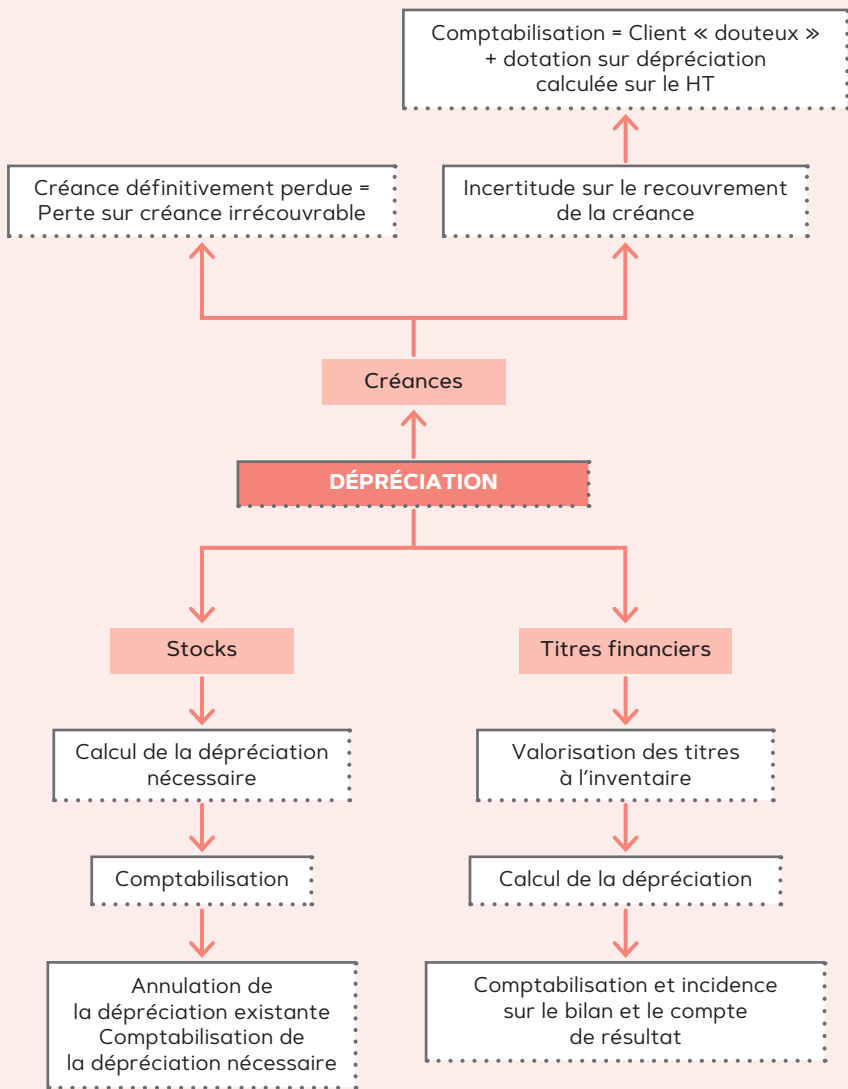 Comptabilisation = Client « douteux »
+ dotation sur dépréciation
calculée sur le HT
Créance définitivement perdue =
Perte sur créance irrécouvrable
Incertitude sur le recouvrement
de la créance
Créances
DÉPRÉCIATION
Stocks
Titres financiers
Calcul de la dépréciation
nécessaire
Valorisation des titres
à l’inventaire
Comptabilisation
Calcul de la dépréciation
Annulation de
la dépréciation existante
Comptabilisation de
la dépréciation nécessaire
Comptabilisation et incidence
sur le bilan et le compte
de résultat